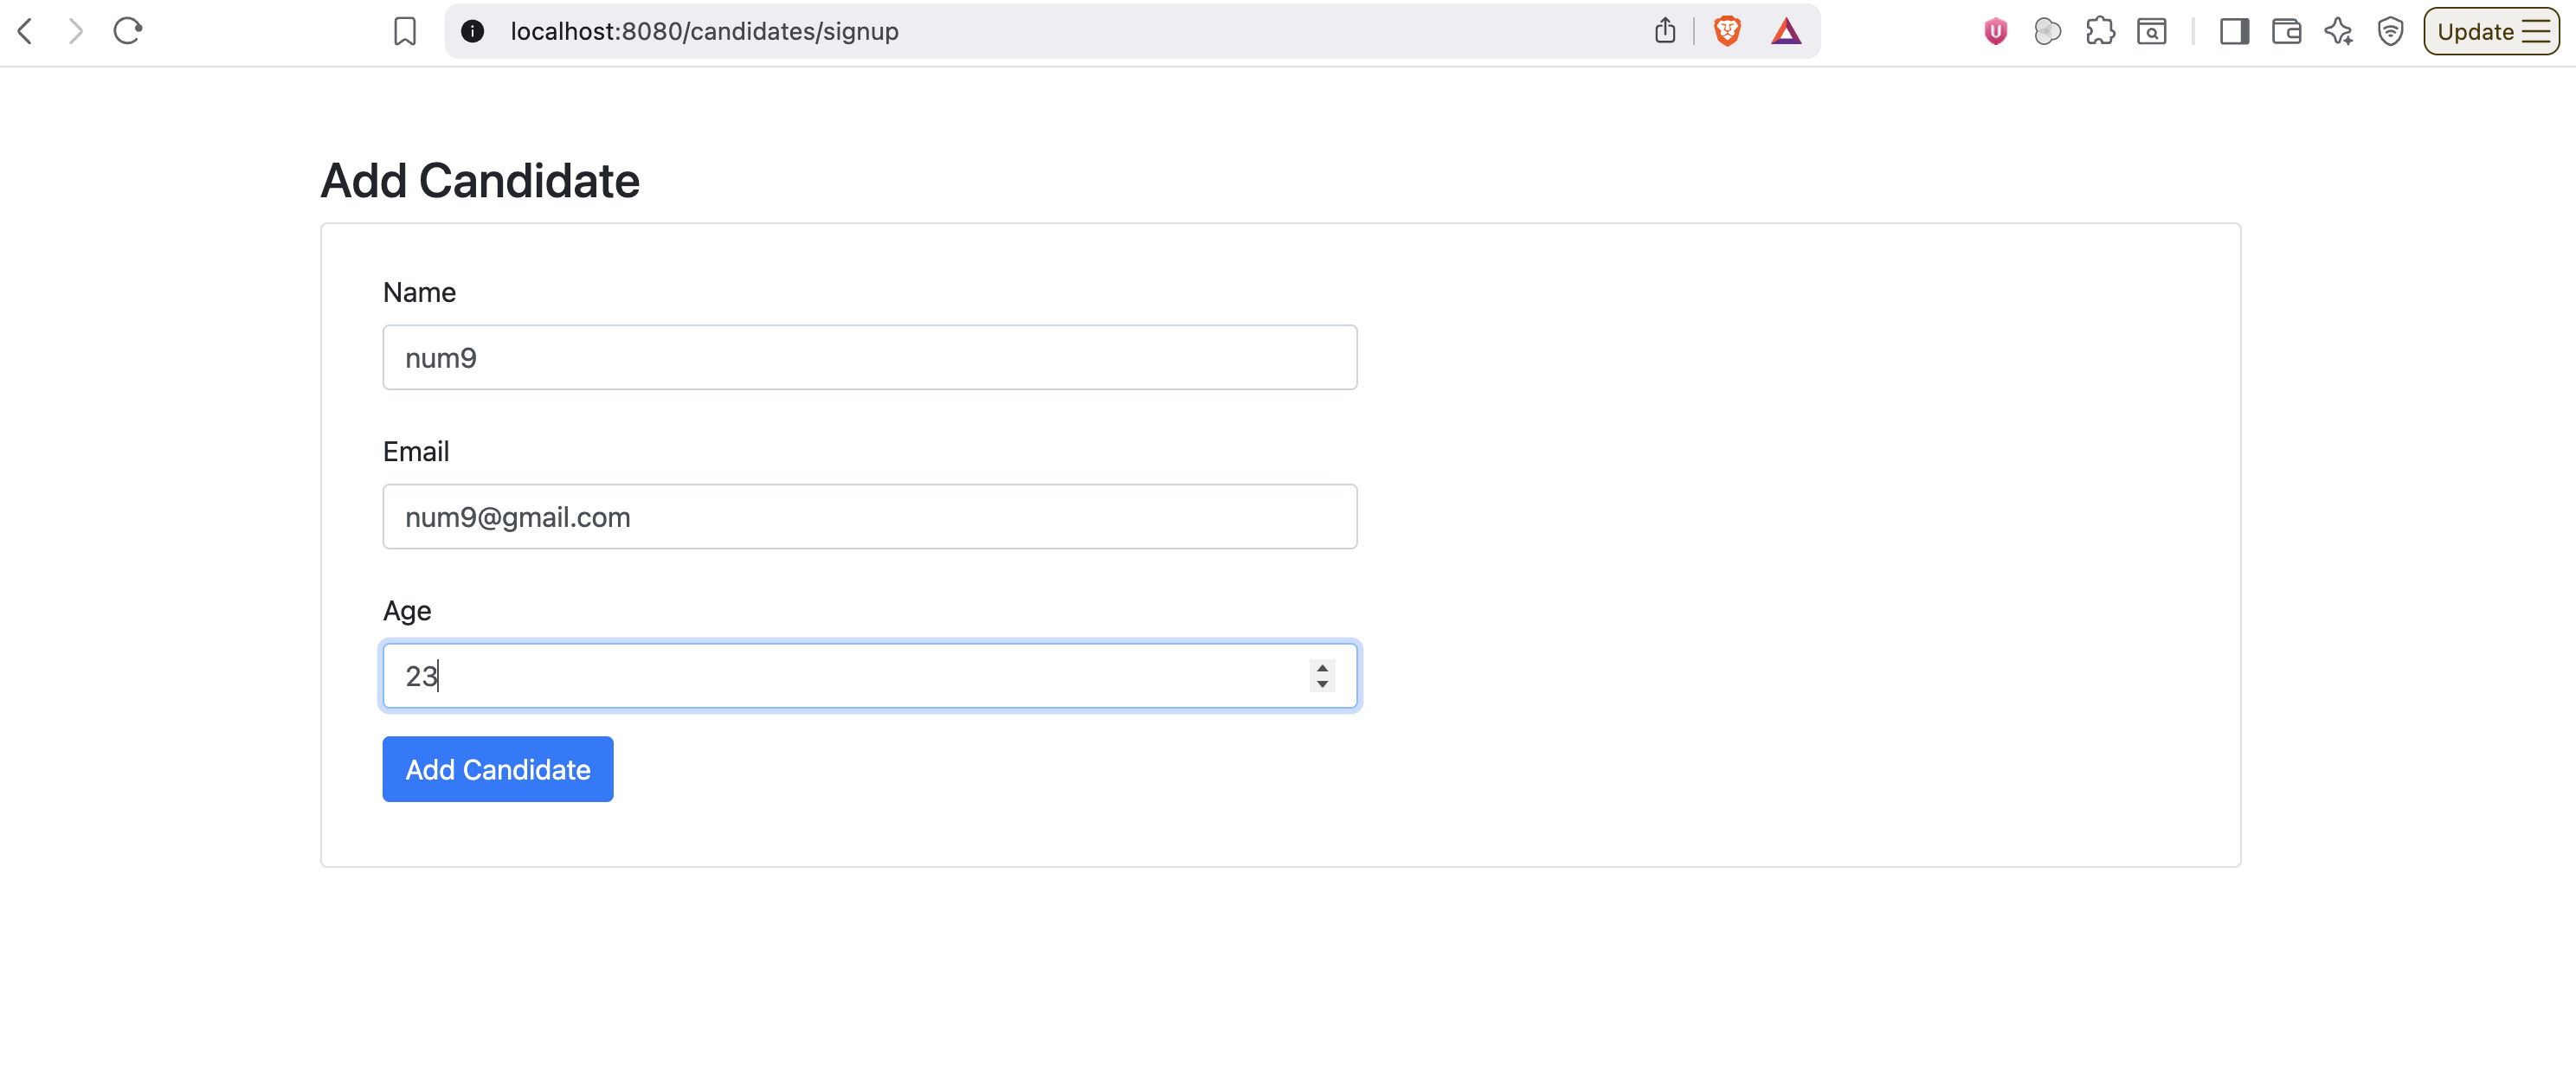 localhost:8080/candidates/signup
Update
Add Candidate
Name
num9
Email
num9@gmail.com
Age
23
Add Candidate